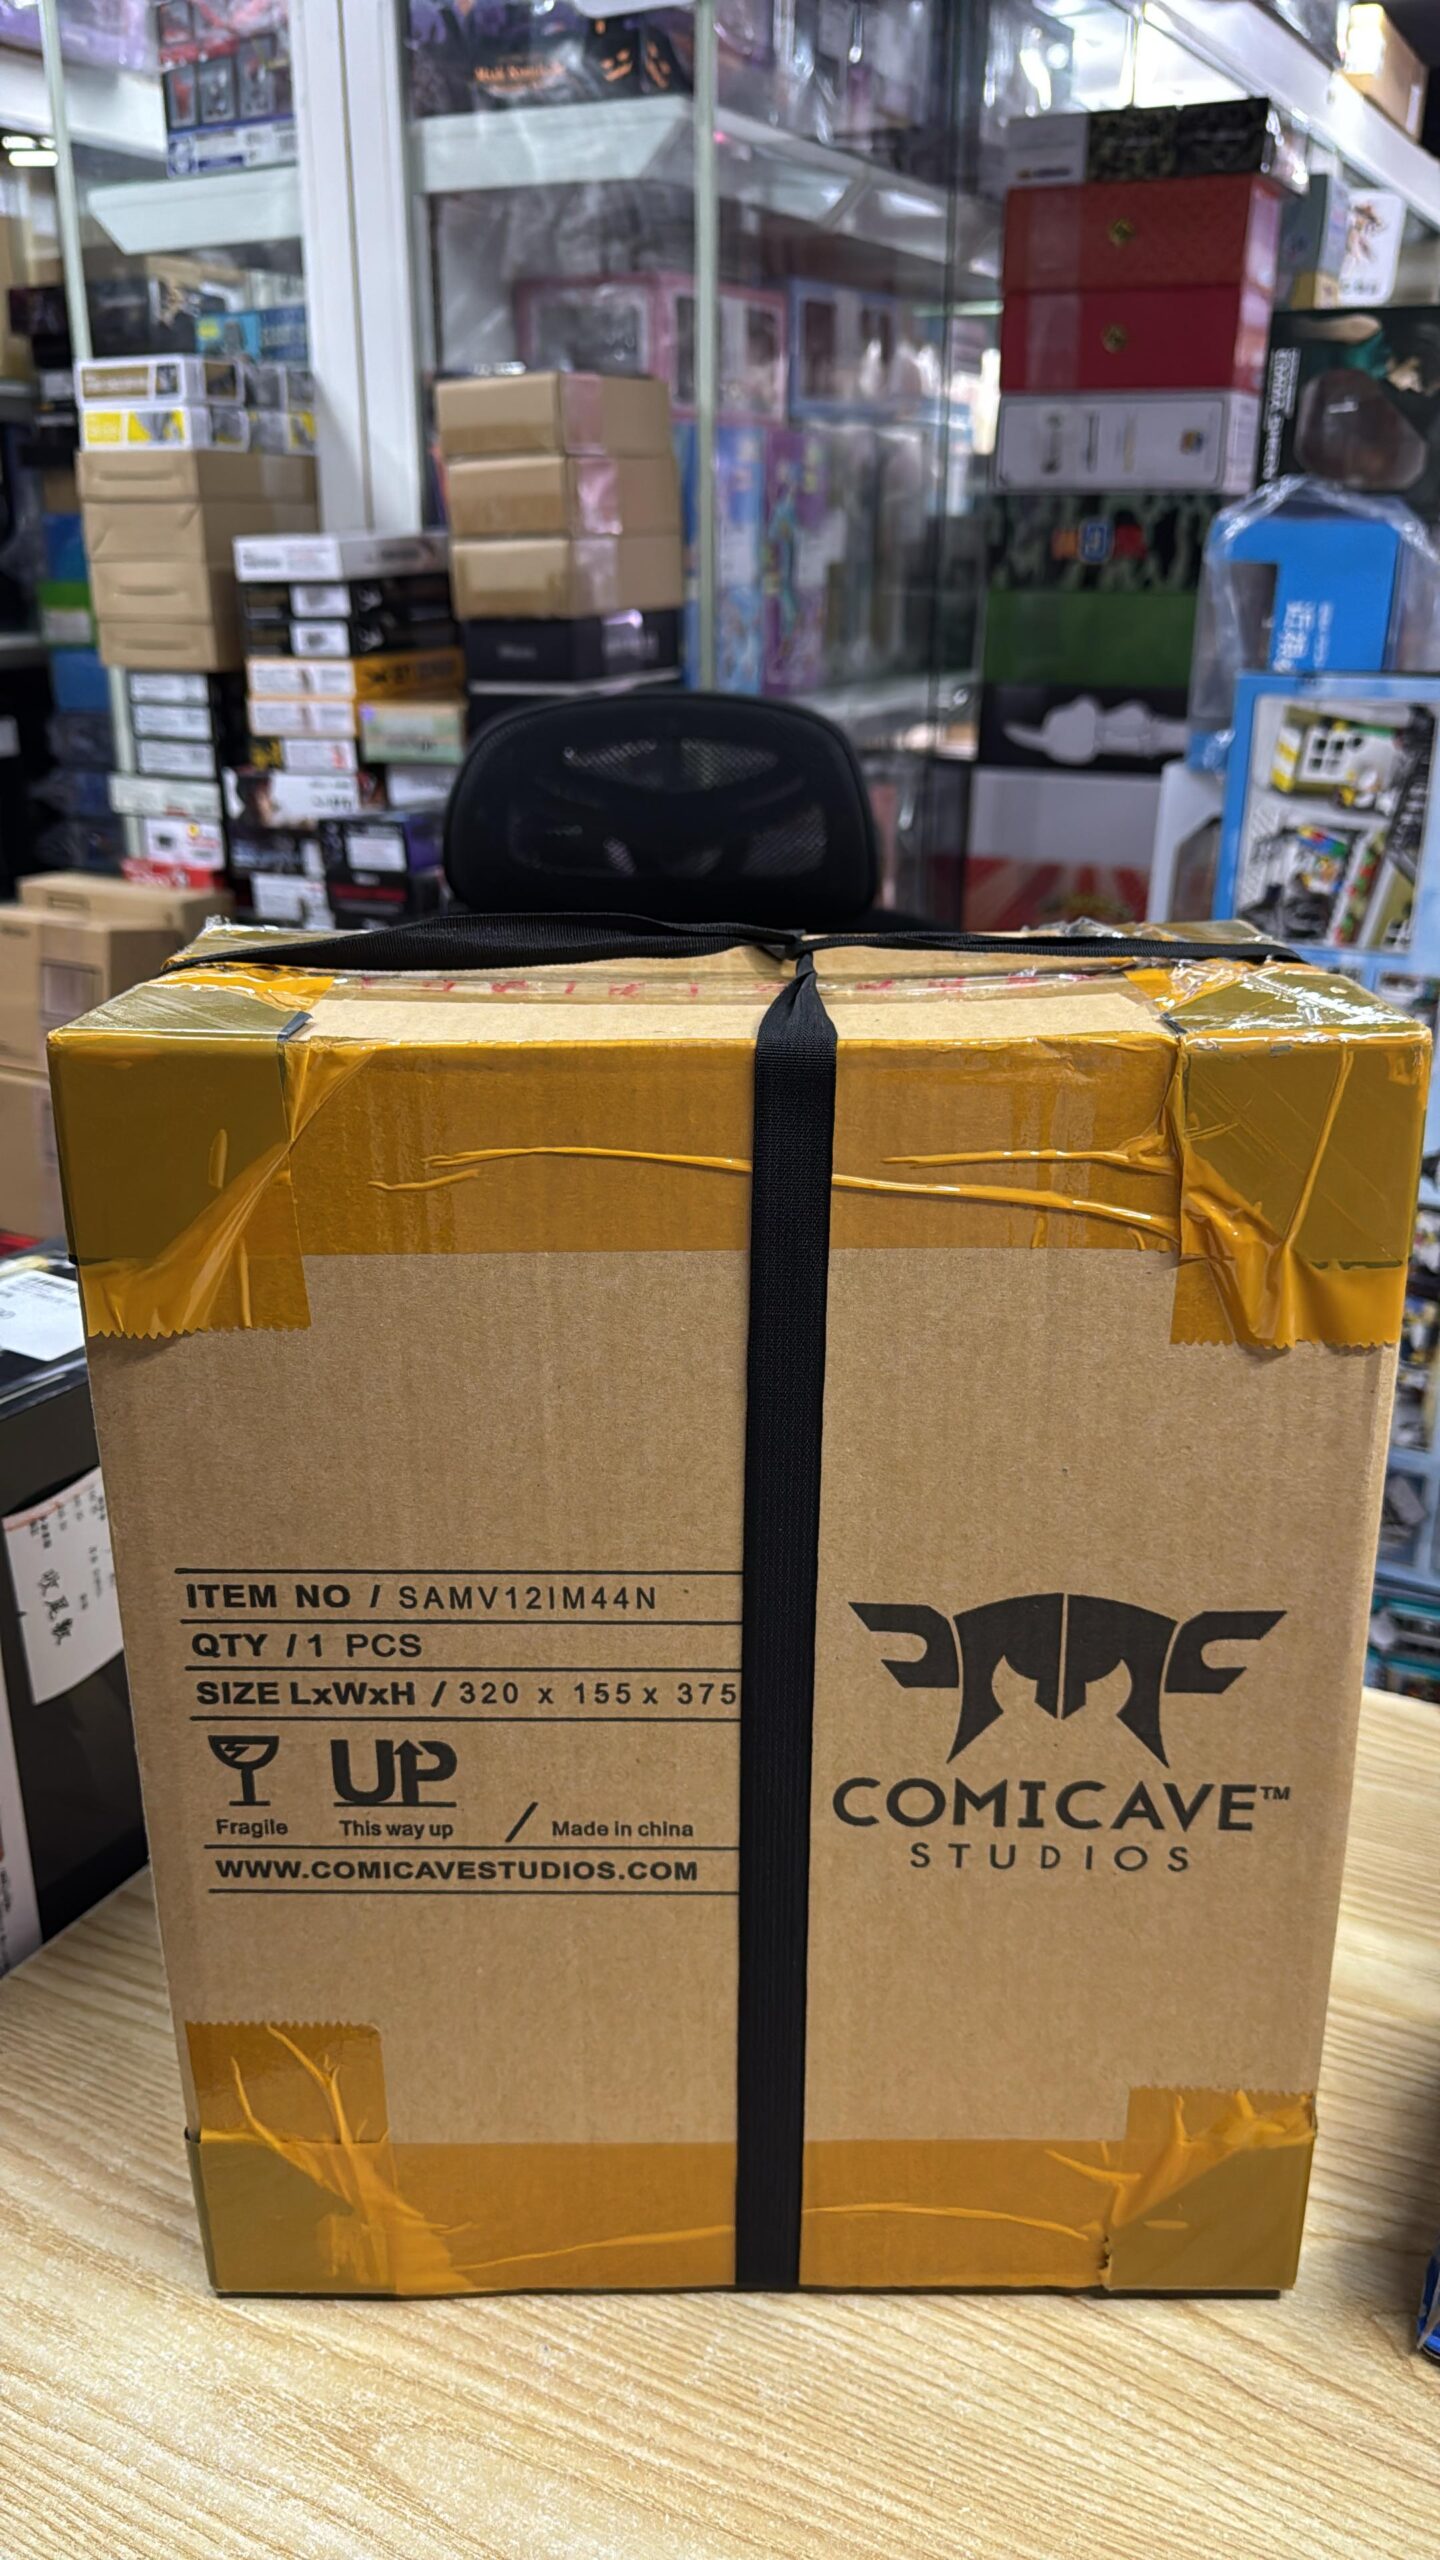 ITEM NO / SAMV12IM44N
QTY / 1 PCS
SIZE LxWxH / 320 x 155 x 375
UP
Fragile
This way up
/ Made in china
WWW.COMICAVESTUDIOS.COM
COMICAVE™
STUDIOS